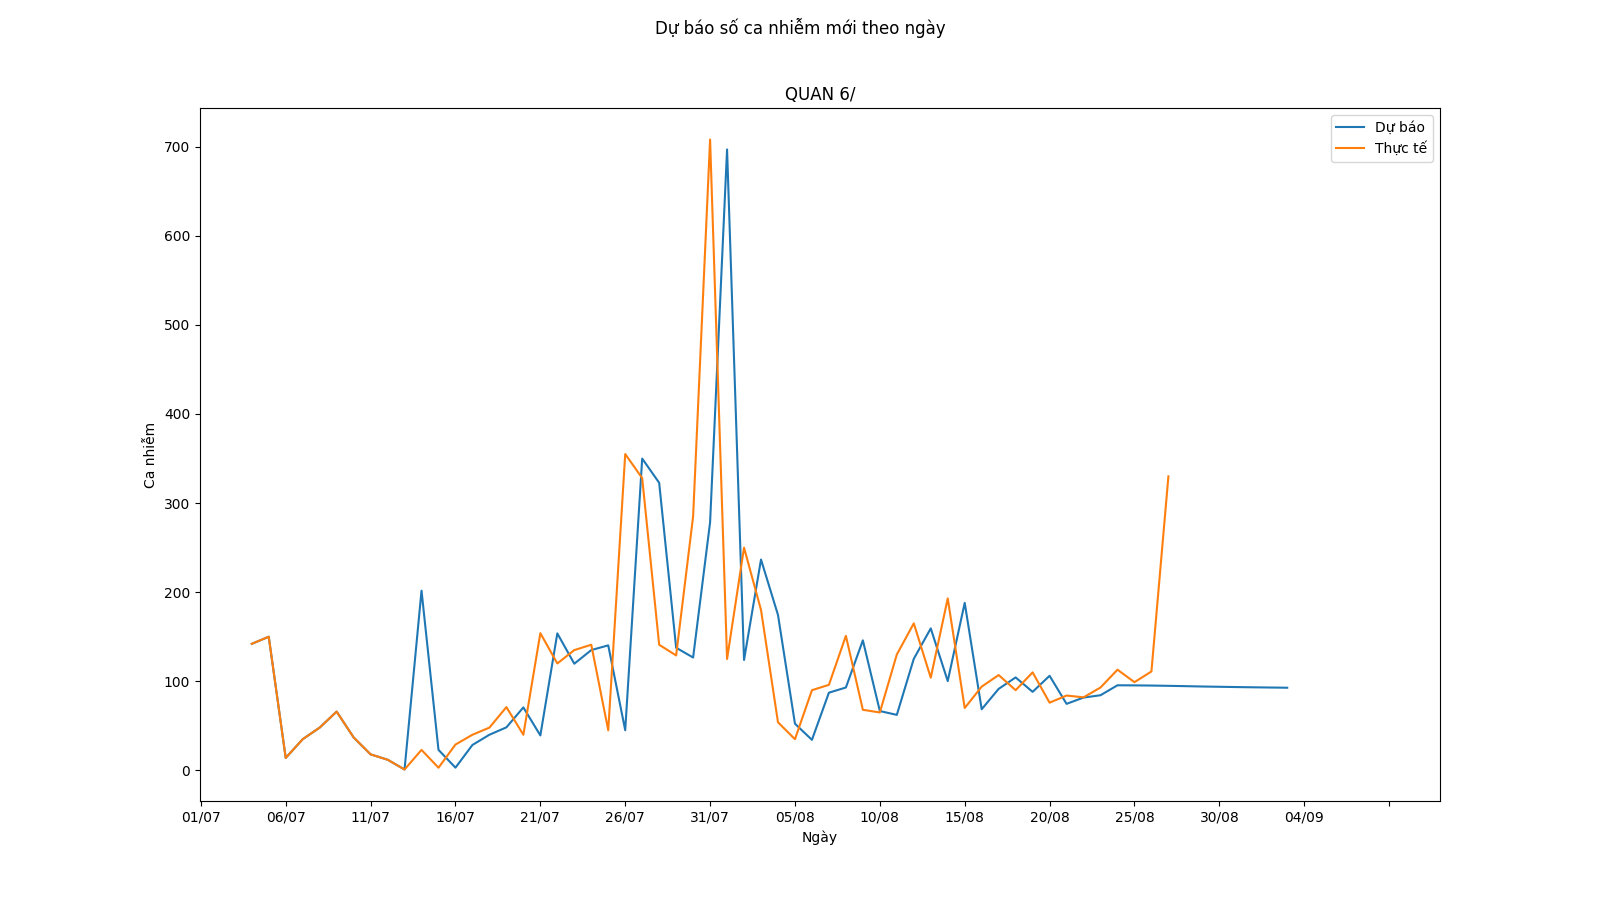 Dự báo số ca nhiễm mới theo ngày
QUAN 6/
Dự báo
Thực tế
700
600
500
400
300
200
100
0
Ca nhiễm
01/07 06/07 11/07 16/07 21/07 26/07 31/07 05/08 10/08 15/08 20/08 25/08 30/08 04/09
Ngày